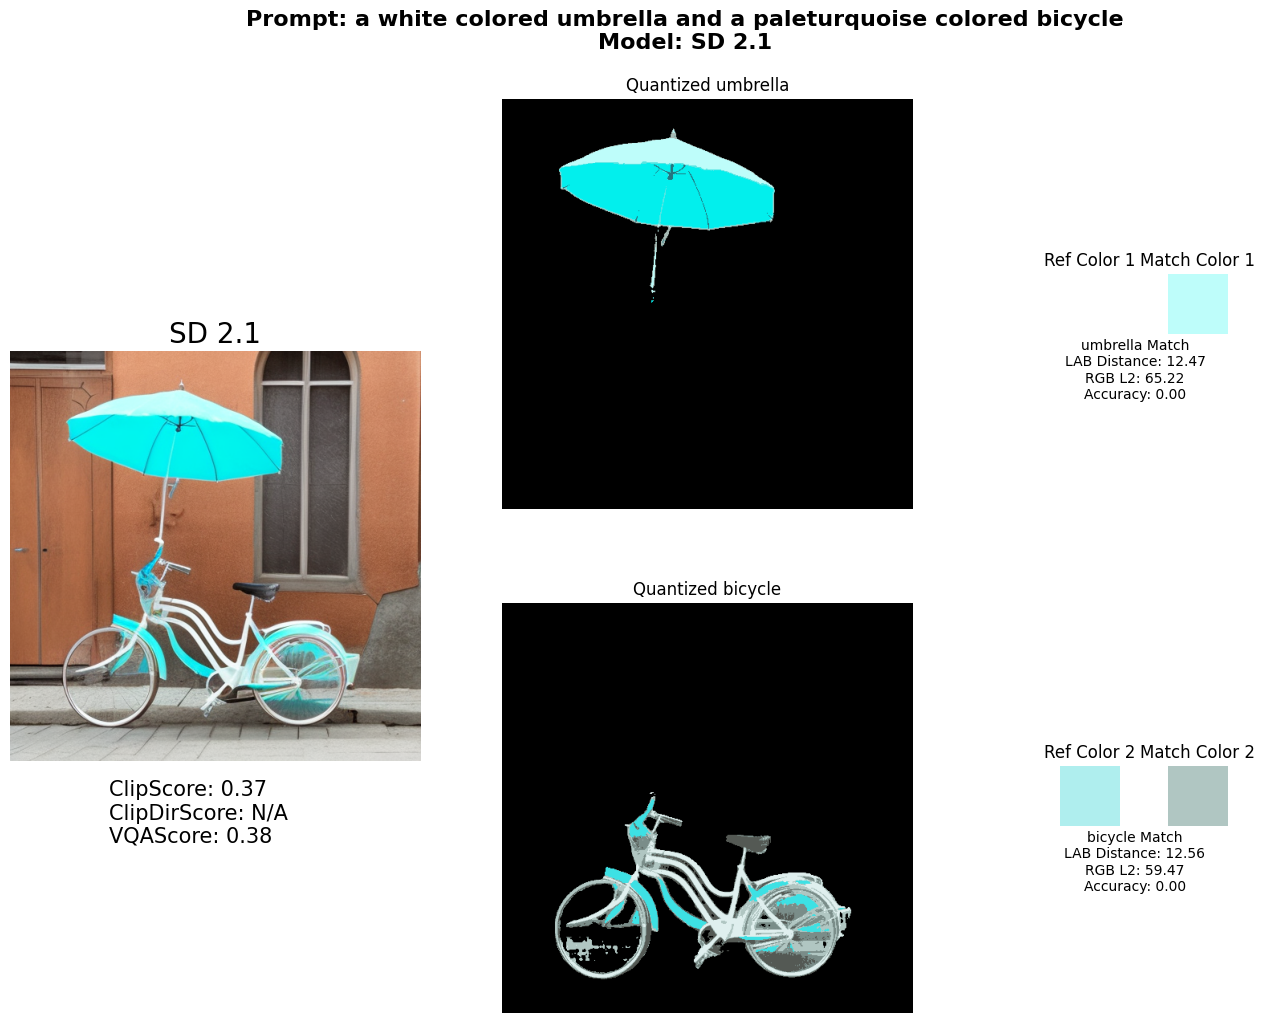 Prompt: a white colored umbrella and a paleturquoise colored bicycle
Model: SD 2.1
Quantized umbrella
Ref Color 1 Match Color 1
umbrella Match
LAB Distance: 12.47
RGB L2: 65.22
Accuracy: 0.00
SD 2.1
ClipScore: 0.37
ClipDirScore: N/A
VQAScore: 0.38
Quantized bicycle
Ref Color 2 Match Color 2
bicycle Match
LAB Distance: 12.56
RGB L2: 59.47
Accuracy: 0.00